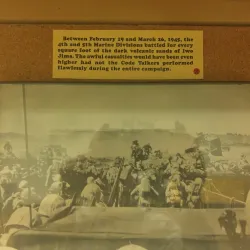 Between February 19 and March 26, 1945, the
4th and 5th Marine Divisions battled for every
square foot of the dark volcanic sands of Iwo
Jima. The awful casualties would have been even
higher had not the Code Talkers performed
flawlessly during the entire campaign.